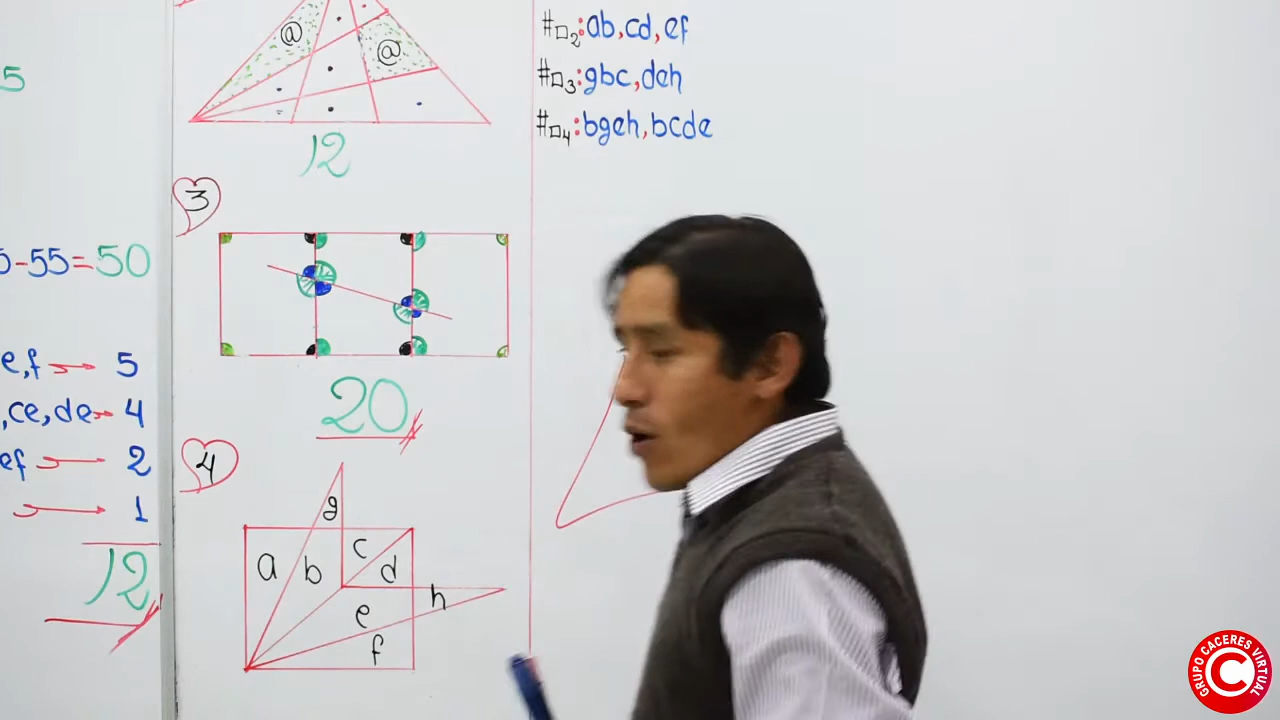 5
5-55=50
e,f → 5
,ce,de → 4
ef → 2
→ 1
12
@ @
12
3
20
4
g
a b c d
e h
f
#□2:ab,cd,ef
#□3:gbc,deh
#□4:bgeh,bcde
GRUPO CACERES VIRTUAL
C